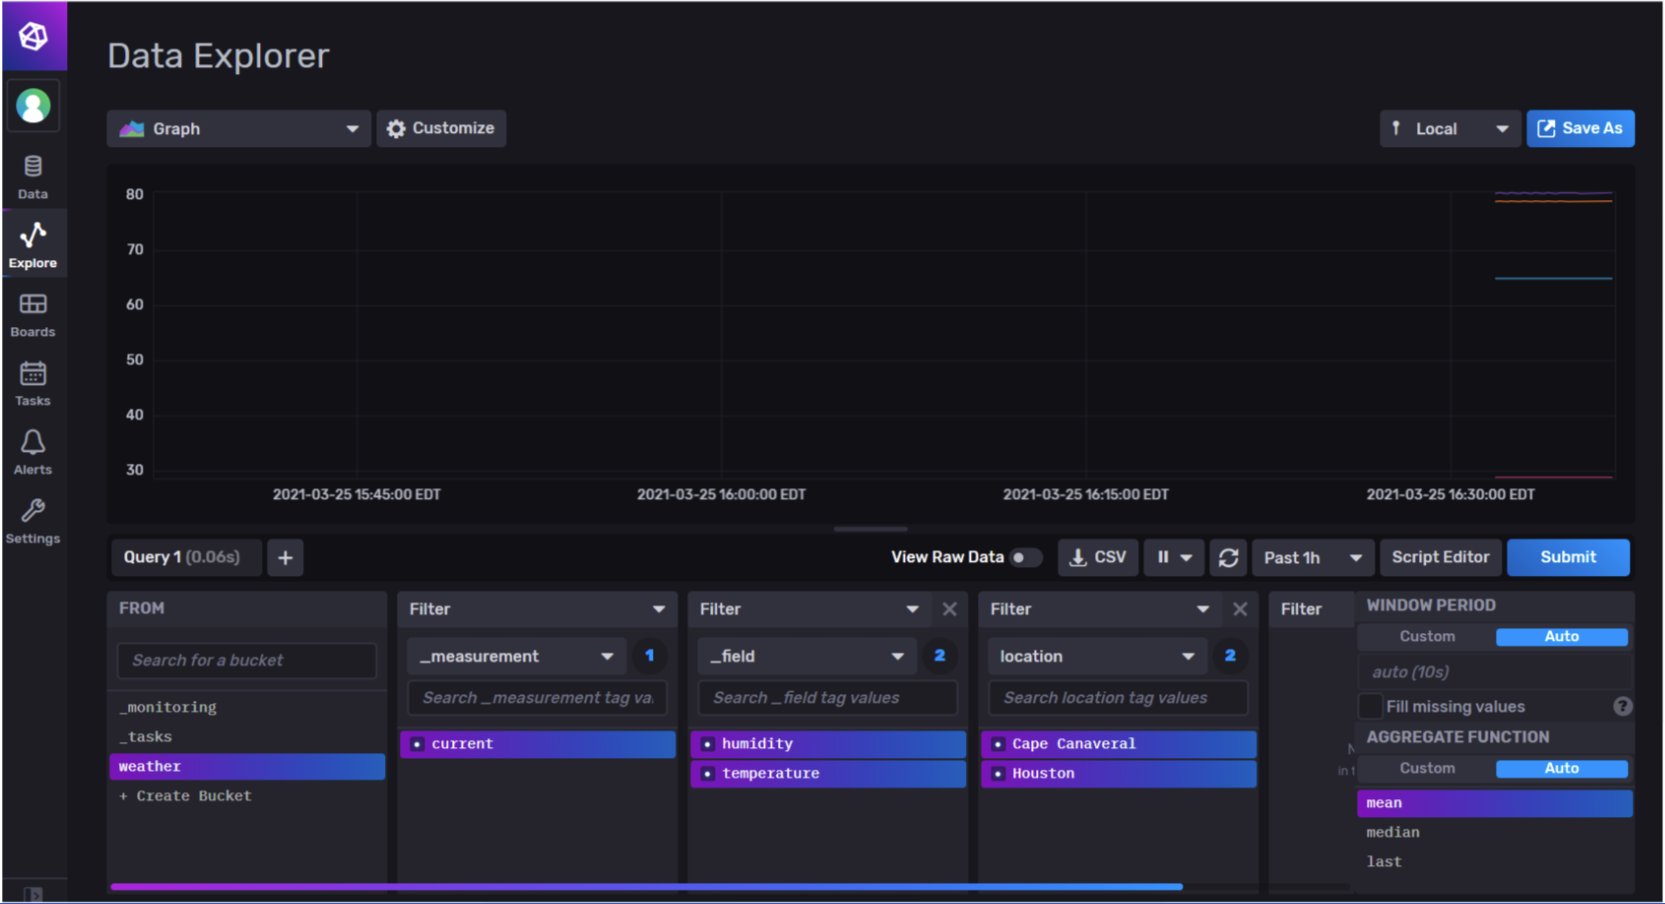 Data Explorer
Graph
Customize
Local
Save As
Data
Explore
Boards
Tasks
Alerts
Settings
80
70
60
50
40
30
2021-03-25 15:45:00 EDT
2021-03-25 16:00:00 EDT
2021-03-25 16:15:00 EDT
2021-03-25 16:30:00 EDT
Query 1 (0.06s)
+
View Raw Data
CSV
Past 1h
Script Editor
Submit
FROM
Search for a bucket
_monitoring
_tasks
weather
+ Create Bucket
Filter
_measurement
1
Search _measurement tag va
current
Filter
_field
2
Search _field tag values
humidity
temperature
Filter
location
2
Search location tag values
Cape Canaveral
Houston
Filter
N
in t
WINDOW PERIOD
Custom
Auto
auto (10s)
Fill missing values
?
AGGREGATE FUNCTION
Custom
Auto
mean
median
last